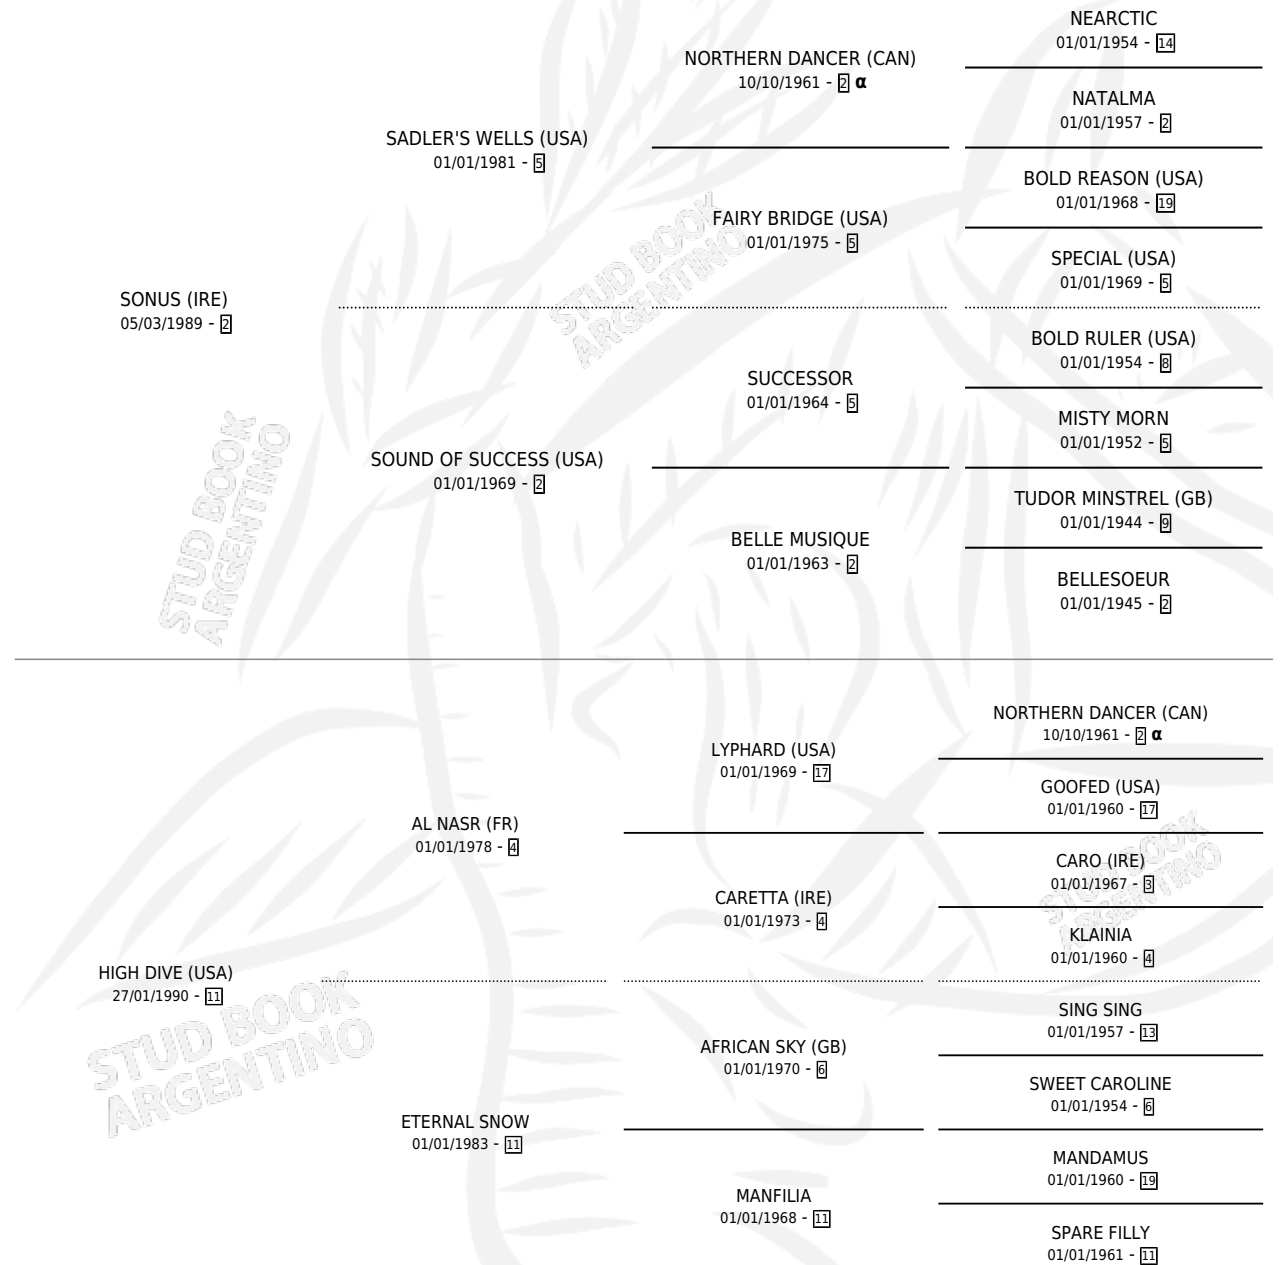 NEARCTIC
01/01/1954 - 14
NORTHERN DANCER (CAN)
10/10/1961 - 2 α
NATALMA
01/01/1957 - 2
SADLER'S WELLS (USA)
01/01/1981 - 5
BOLD REASON (USA)
01/01/1968 - 19
FAIRY BRIDGE (USA)
01/01/1975 - 5
SPECIAL (USA)
01/01/1969 - 5
STUD BOOK
ARGENTINO
SONUS (IRE)
05/03/1989 - 2
BOLD RULER (USA)
01/01/1954 - 8
SUCCESSOR
01/01/1964 - 5
MISTY MORN
01/01/1952 - 5
SOUND OF SUCCESS (USA)
01/01/1969 - 2
TUDOR MINSTREL (GB)
01/01/1944 - 9
BELLE MUSIQUE
01/01/1963 - 2
BELLESOEUR
01/01/1945 - 2
STUD BOOK
ARGENTINO
NORTHERN DANCER (CAN)
10/10/1961 - 2 α
LYPHARD (USA)
01/01/1969 - 17
GOOFED (USA)
01/01/1960 - 17
AL NASR (FR)
01/01/1978 - 4
CARO (IRE)
01/01/1967 - 3
CARETTA (IRE)
01/01/1973 - 4
KLAINIA
01/01/1960 - 4
STUD BOOK
ARGENTINO
HIGH DIVE (USA)
27/01/1990 - 11
SING SING
01/01/1957 - 13
AFRICAN SKY (GB)
01/01/1970 - 6
SWEET CAROLINE
01/01/1954 - 6
STUD BOOK
ARGENTINO
ETERNAL SNOW
01/01/1983 - 11
MANDAMUS
01/01/1960 - 19
MANFILIA
01/01/1968 - 11
SPARE FILLY
01/01/1961 - 11